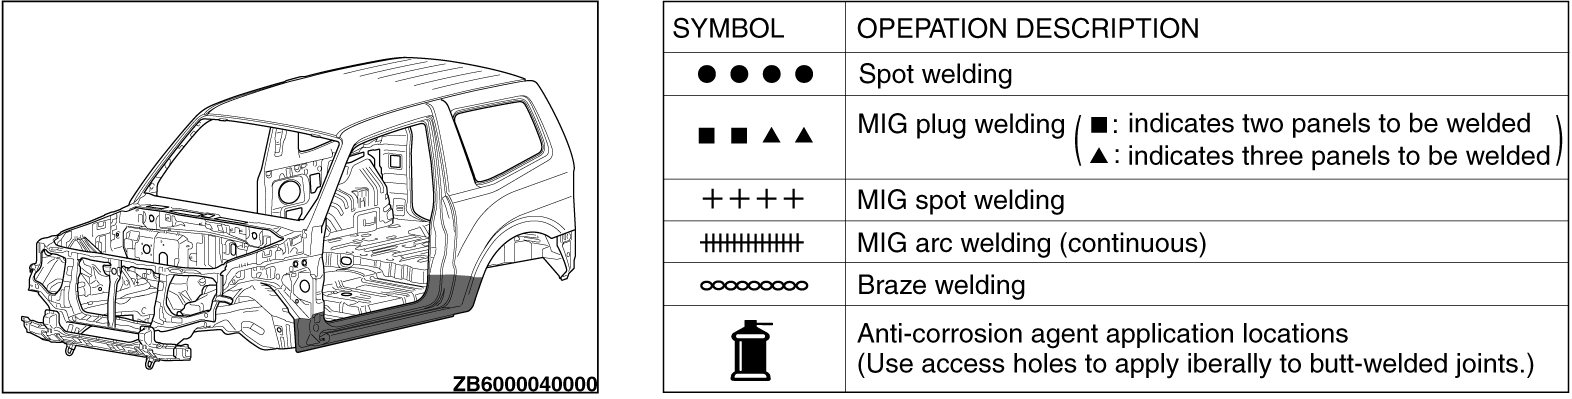 ZB6000040000
SYMBOL OPEPATION DESCRIPTION
Spot welding
MIG plug welding ( ■ : indicates two panels to be welded
▲ : indicates three panels to be welded )
MIG spot welding
MIG arc welding (continuous)
Braze welding
Anti-corrosion agent application locations
(Use access holes to apply iberally to butt-welded joints.)